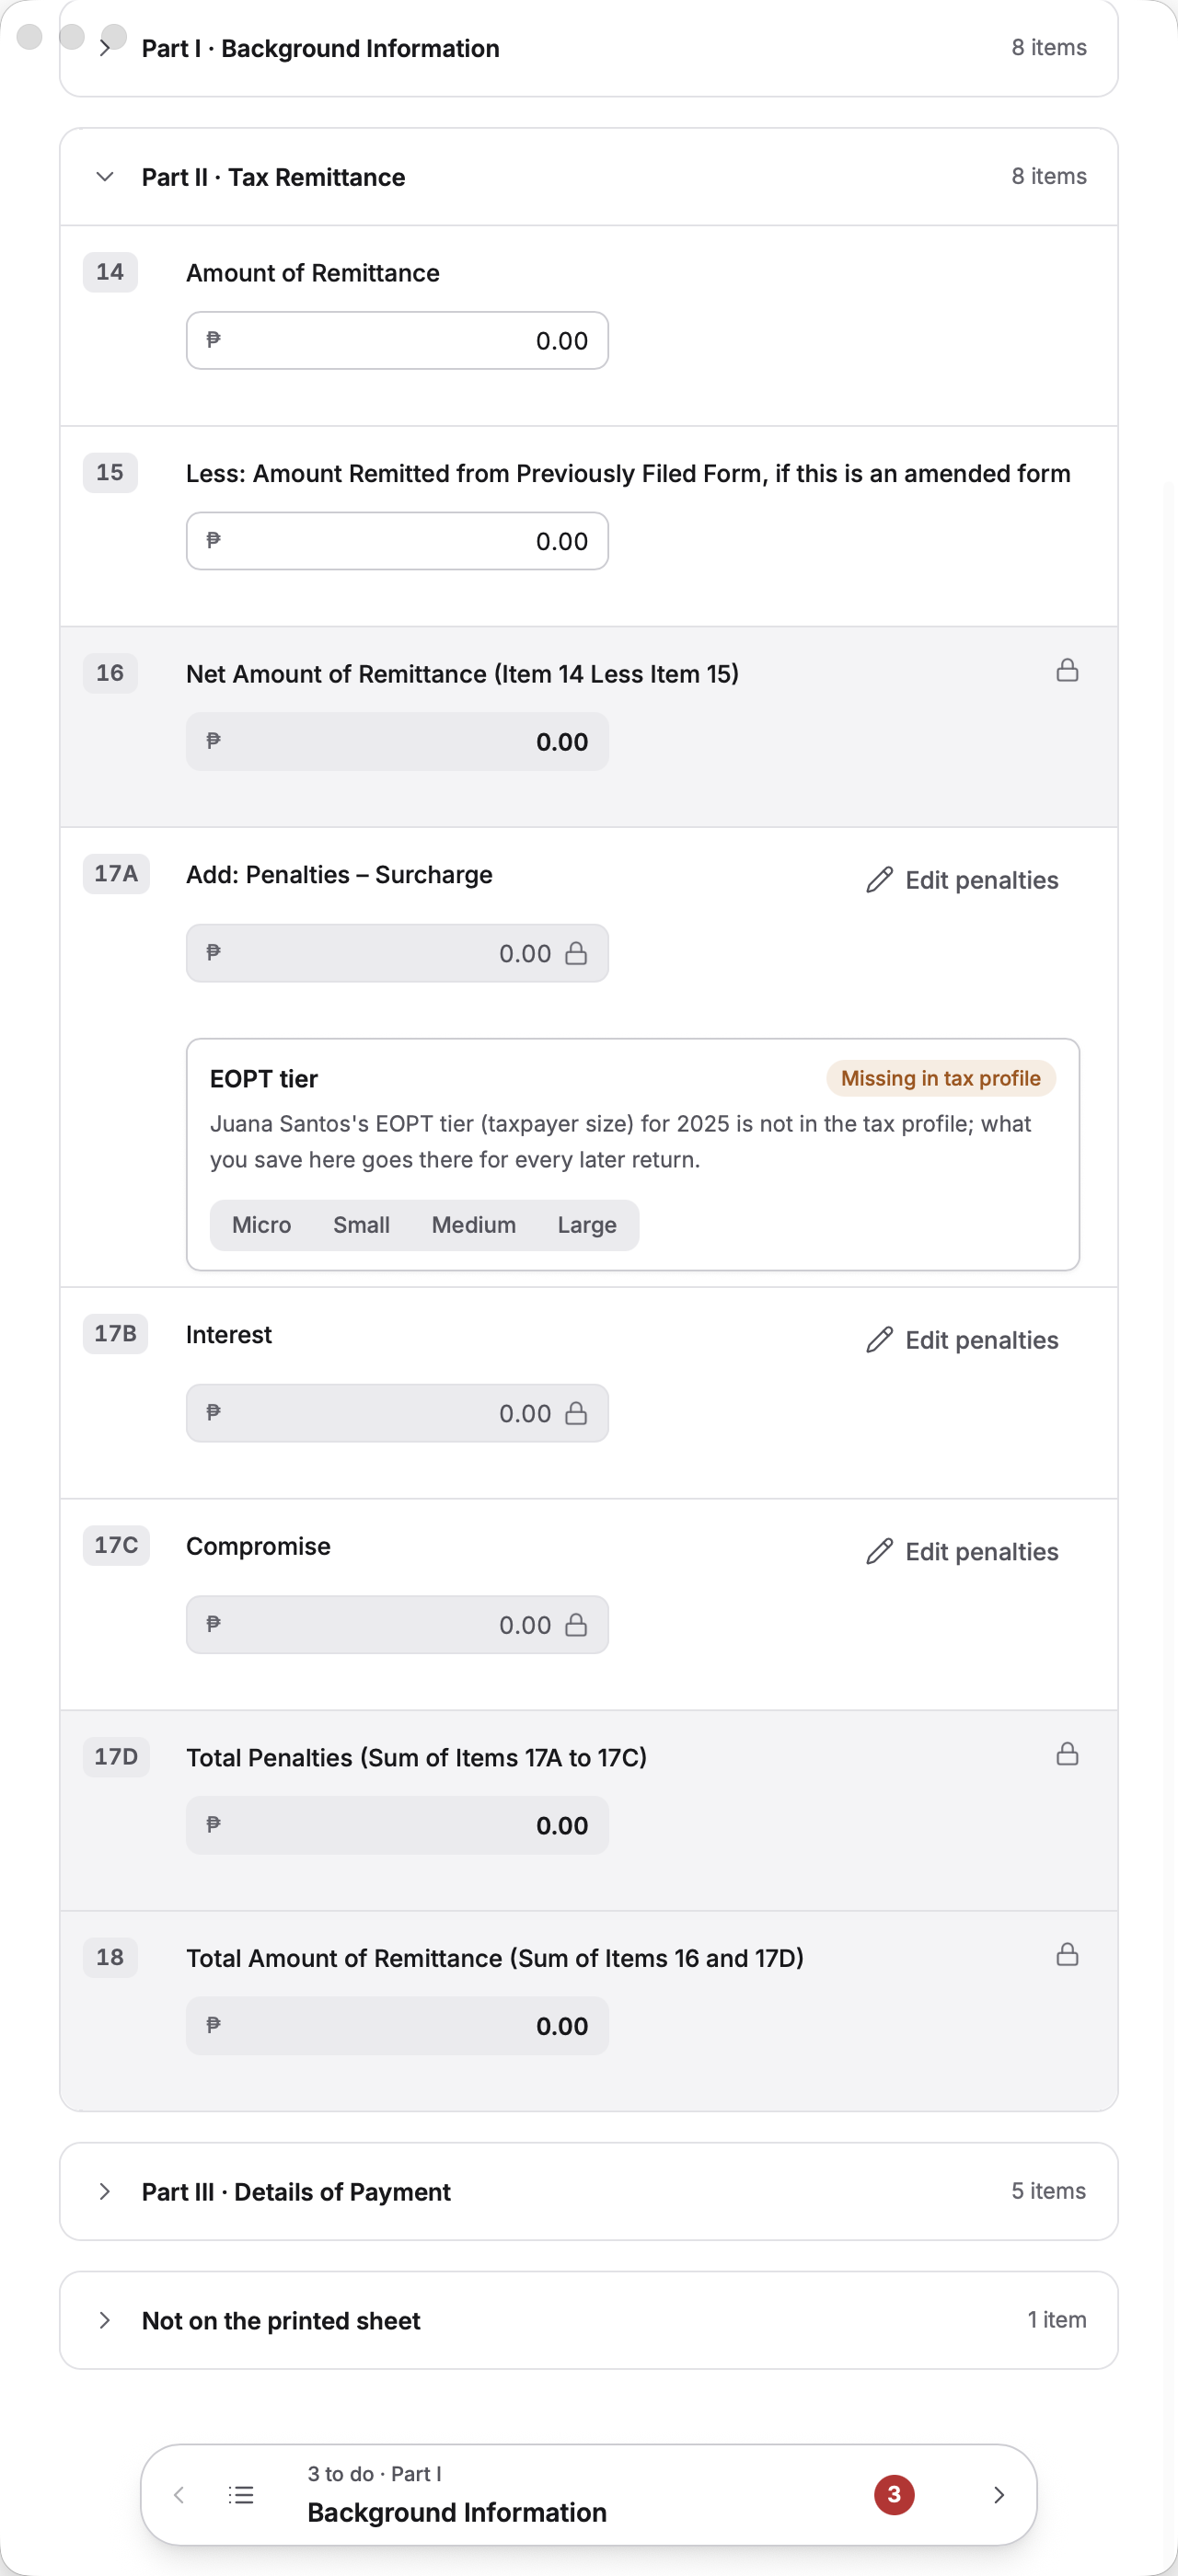 Part I · Background Information
8 items
Part II · Tax Remittance
8 items
14
Amount of Remittance
₱ 0.00
15
Less: Amount Remitted from Previously Filed Form, if this is an amended form
₱ 0.00
16
Net Amount of Remittance (Item 14 Less Item 15)
₱ 0.00
17A
Add: Penalties – Surcharge
Edit penalties
₱ 0.00
EOPT tier
Missing in tax profile
Juana Santos's EOPT tier (taxpayer size) for 2025 is not in the tax profile; what
you save here goes there for every later return.
Micro Small Medium Large
17B
Interest
Edit penalties
₱ 0.00
17C
Compromise
Edit penalties
₱ 0.00
17D
Total Penalties (Sum of Items 17A to 17C)
₱ 0.00
18
Total Amount of Remittance (Sum of Items 16 and 17D)
₱ 0.00
Part III · Details of Payment
5 items
Not on the printed sheet
1 item
3 to do · Part I
Background Information
3